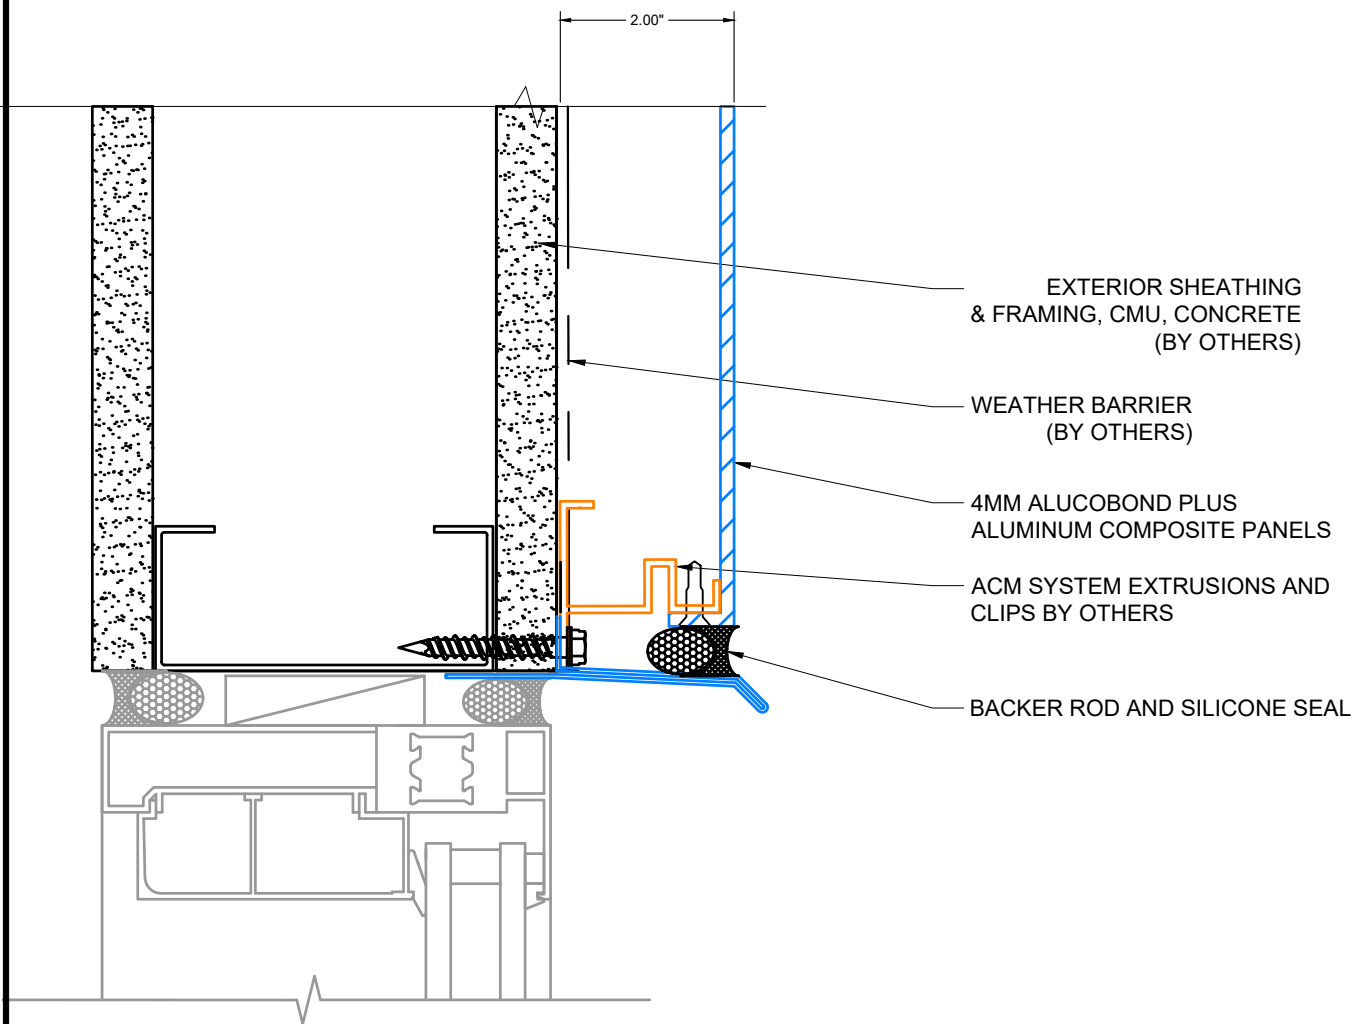 2.00"
EXTERIOR SHEATHING
& FRAMING, CMU, CONCRETE
(BY OTHERS)
WEATHER BARRIER
(BY OTHERS)
4MM ALUCOBOND PLUS
ALUMINUM COMPOSITE PANELS
ACM SYSTEM EXTRUSIONS AND
CLIPS BY OTHERS
BACKER ROD AND SILICONE SEAL